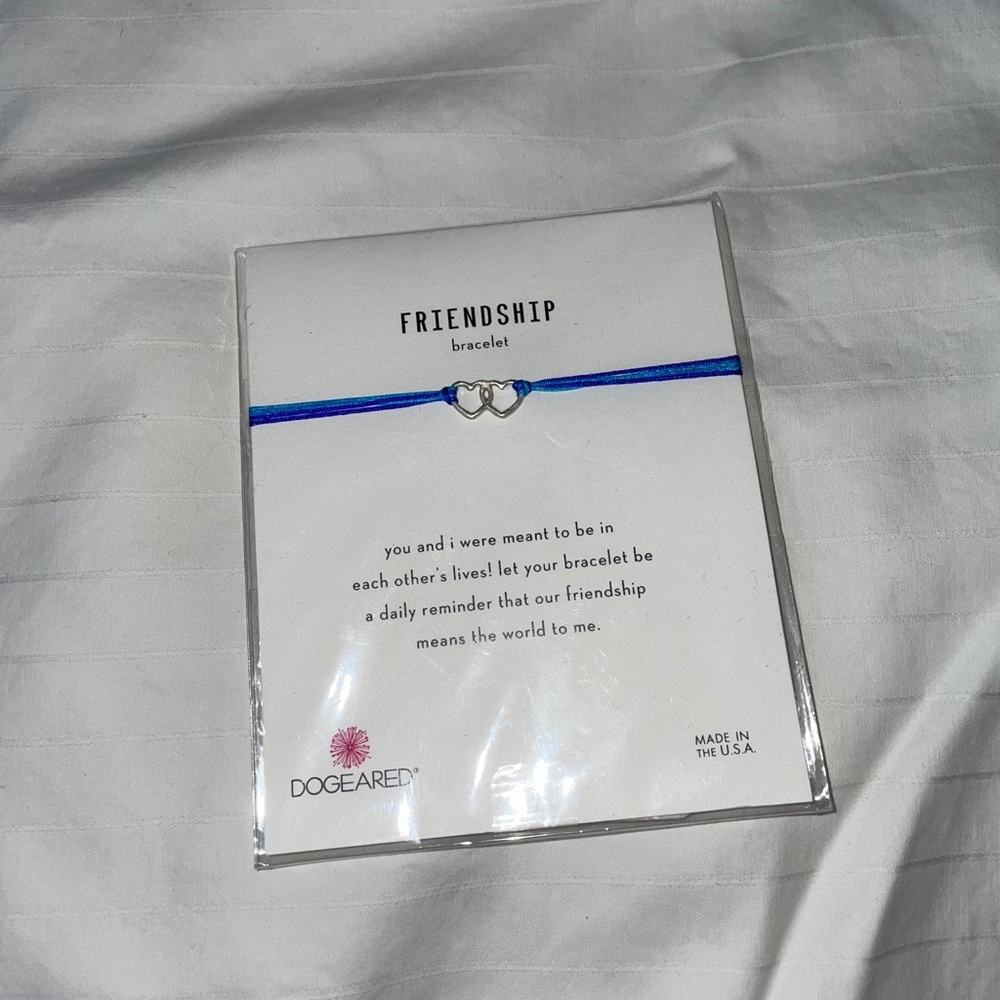 FRIENDSHIP
bracelet
you and i were meant to be in
each other's lives! let your bracelet be
a daily reminder that our friendship
means the world to me.
DOGEARED®
MADE IN
THE U.S.A.